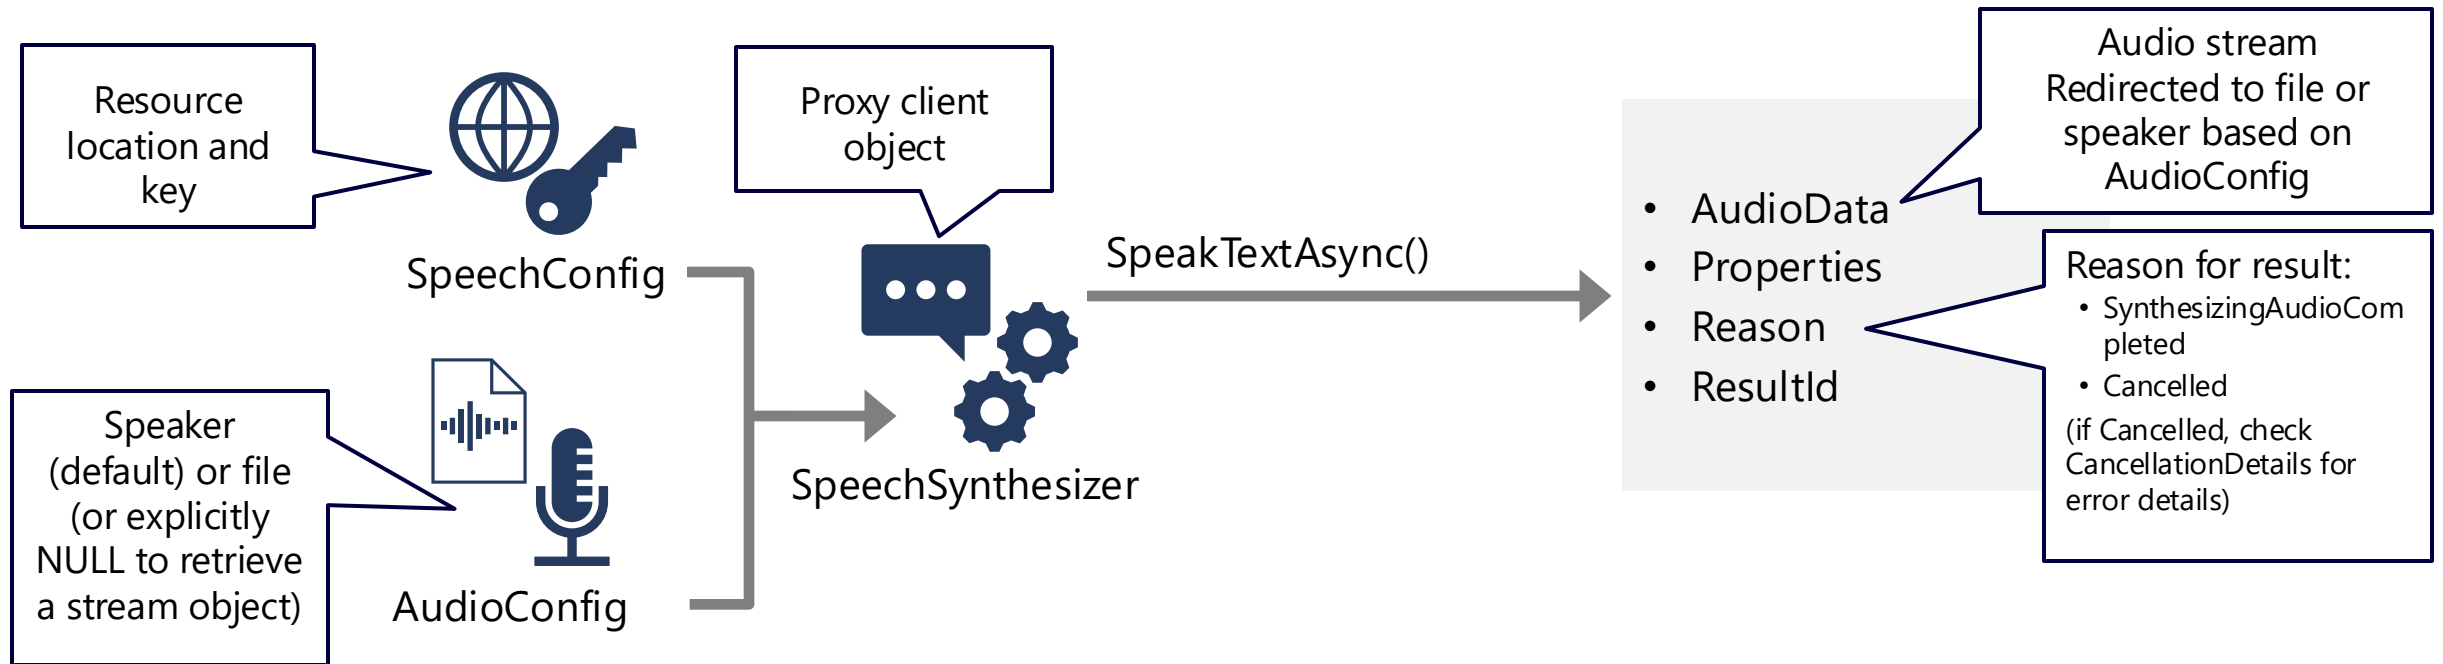 Resource
location and
key
SpeechConfig
Speaker
(default) or file
(or explicitly
NULL to retrieve
a stream object)
AudioConfig
Proxy client
object
SpeechSynthesizer
SpeakTextAsync()
• AudioData
• Properties
• Reason
• ResultId
Audio stream
Redirected to file or
speaker based on
AudioConfig
Reason for result:
• SynthesizingAudioCom
pleted
• Cancelled
(if Cancelled, check
CancellationDetails for
error details)